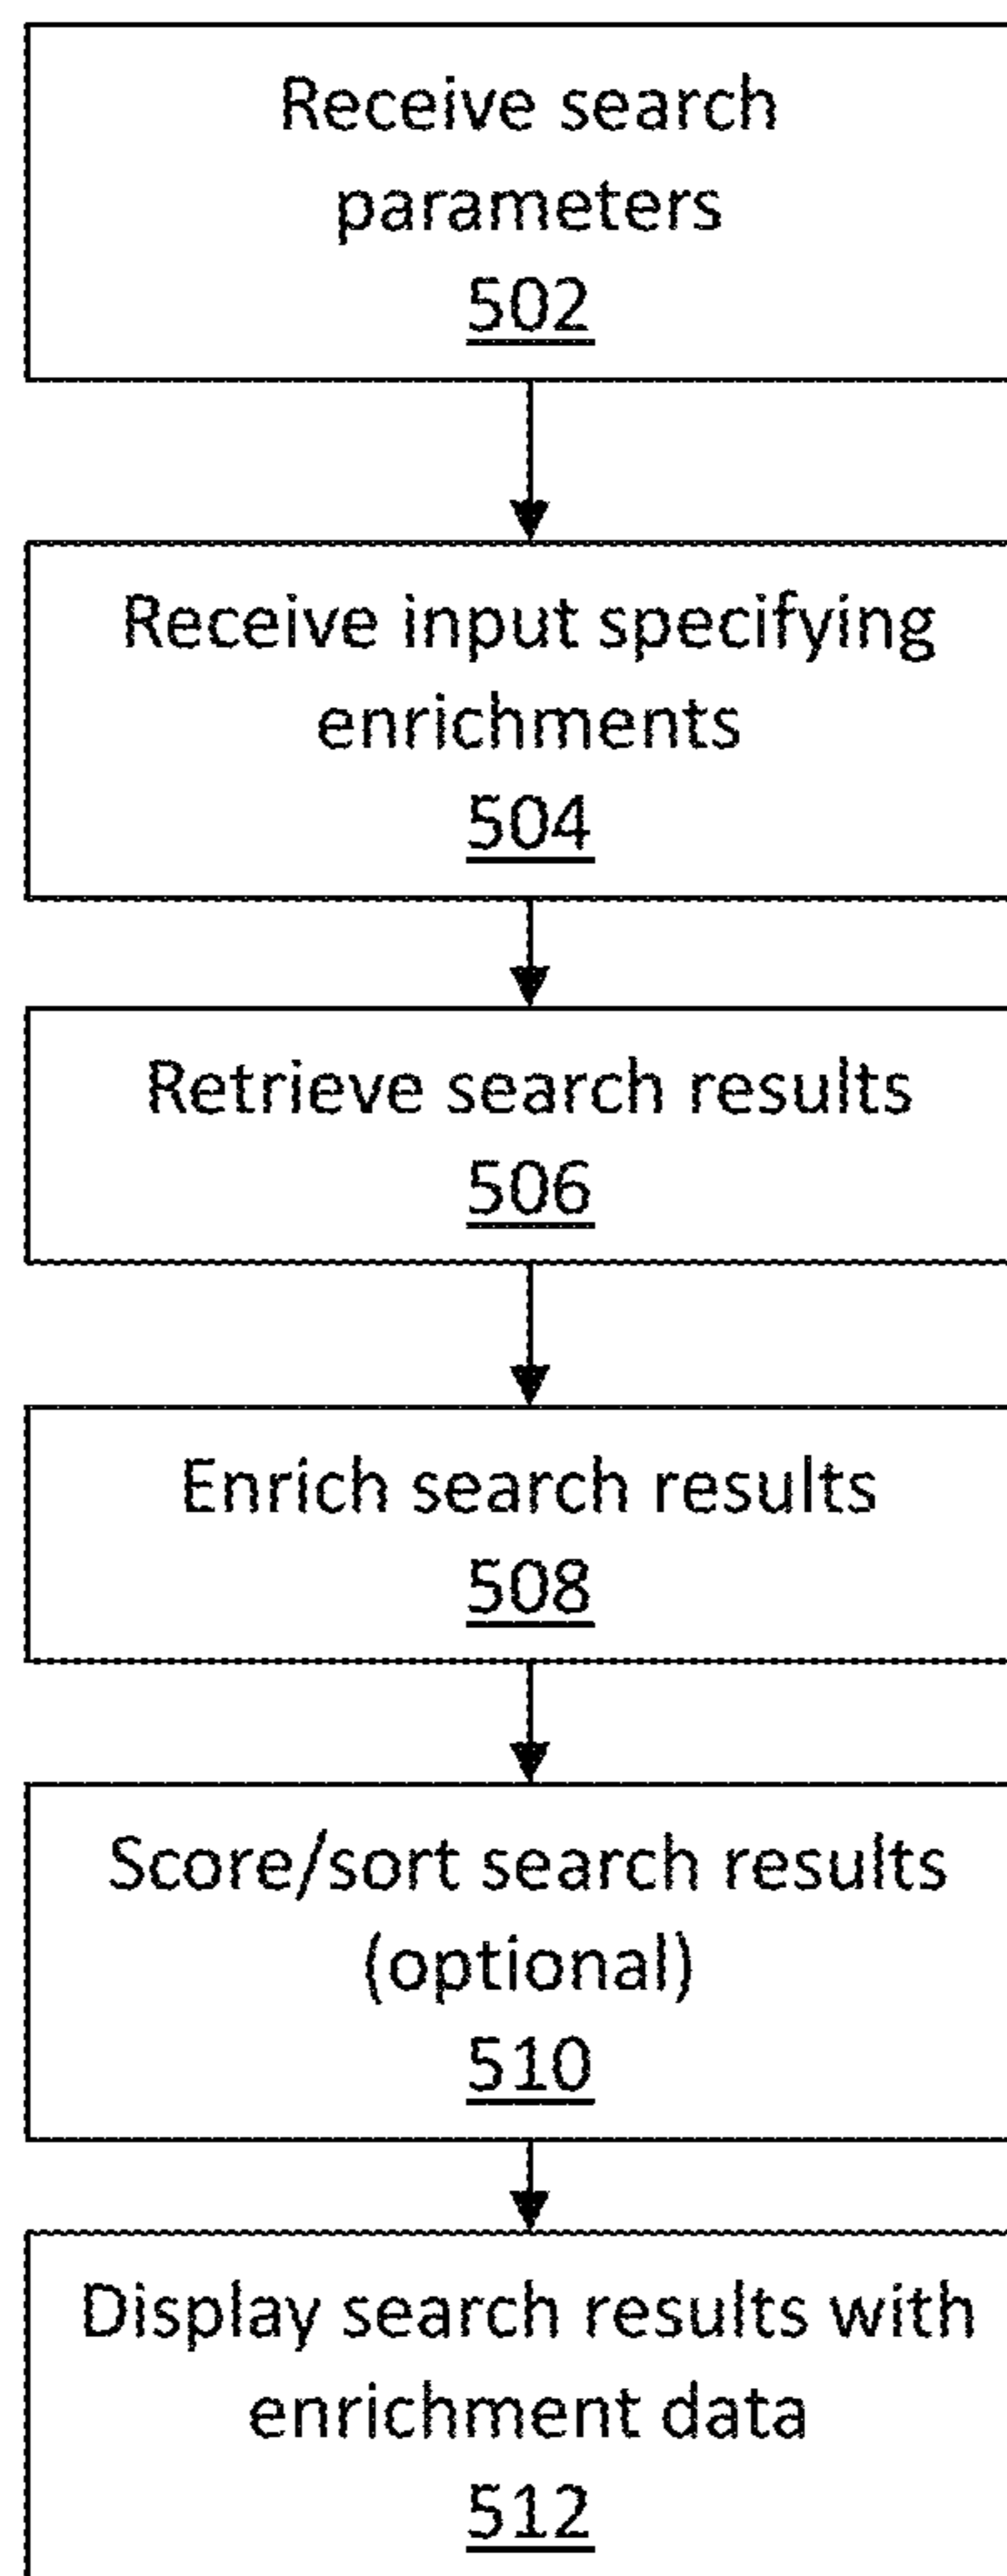 Receive search
parameters
502
Receive input specifying
enrichments
504
Retrieve search results
506
Enrich search results
508
Score/sort search results
(optional)
510
Display search results with
enrichment data
512